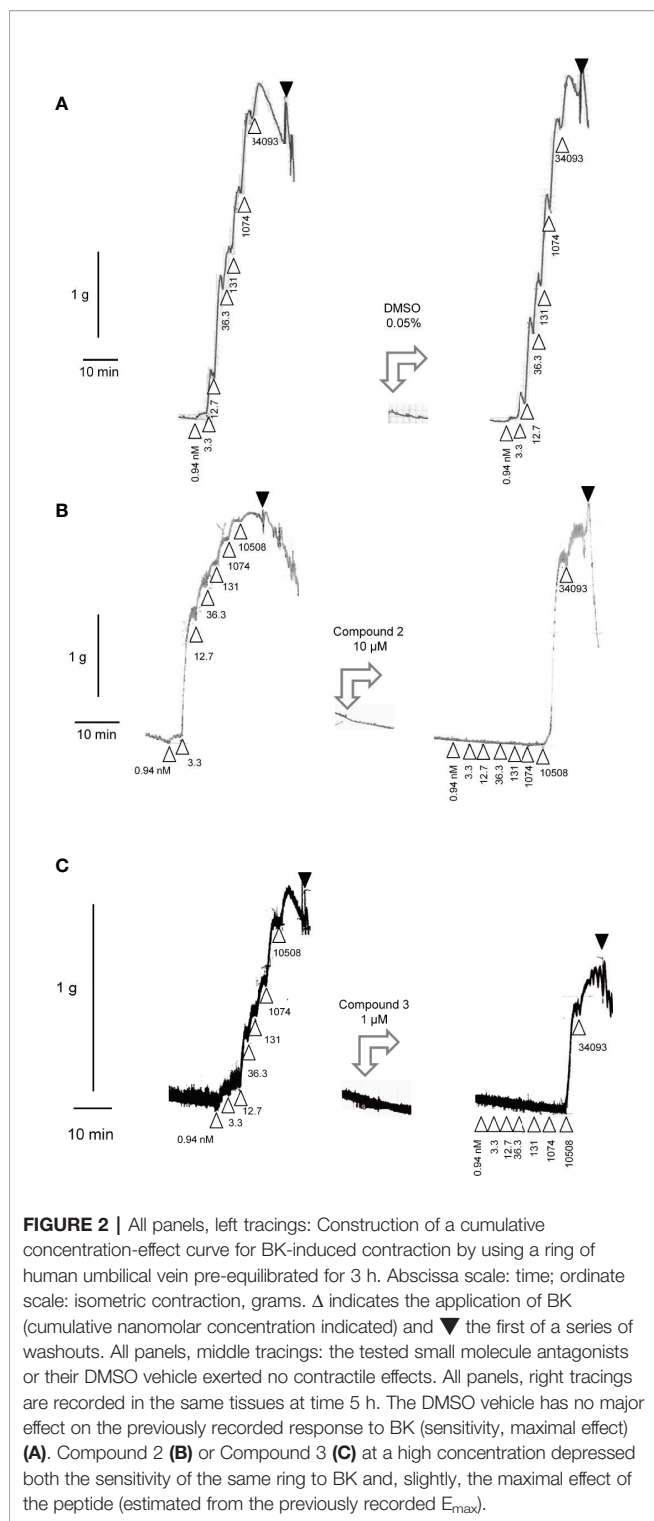 A
34093
1074
131
36.3
12.7
3.3
0.94 nM
1 g
10 min
DMSO
0.05%
34093
1074
131
36.3
12.7
3.3
0.94 nM
B
10508
1074
131
36.3
12.7
3.3
0.94 nM
1 g
10 min
Compound 2
10 µM
34093
0.94 nM
3.3
12.7
36.3
131
1074
10508
C
10508
1074
131
36.3
12.7
3.3
0.94 nM
1 g
10 min
Compound 3
1 µM
34093
0.94 nM
3.3
12.7
36.3
131
1074
10508
FIGURE 2 | All panels, left tracings: Construction of a cumulative
concentration-effect curve for BK-induced contraction by using a ring of
human umbilical vein pre-equilibrated for 3 h. Abscissa scale: time; ordinate
scale: isometric contraction, grams. Δ indicates the application of BK
(cumulative nanomolar concentration indicated) and ▼ the first of a series of
washouts. All panels, middle tracings: the tested small molecule antagonists
or their DMSO vehicle exerted no contractile effects. All panels, right tracings
are recorded in the same tissues at time 5 h. The DMSO vehicle has no major
effect on the previously recorded response to BK (sensitivity, maximal effect)
(A). Compound 2 (B) or Compound 3 (C) at a high concentration depressed
both the sensitivity of the same ring to BK and, slightly, the maximal effect of
the peptide (estimated from the previously recorded Emax).